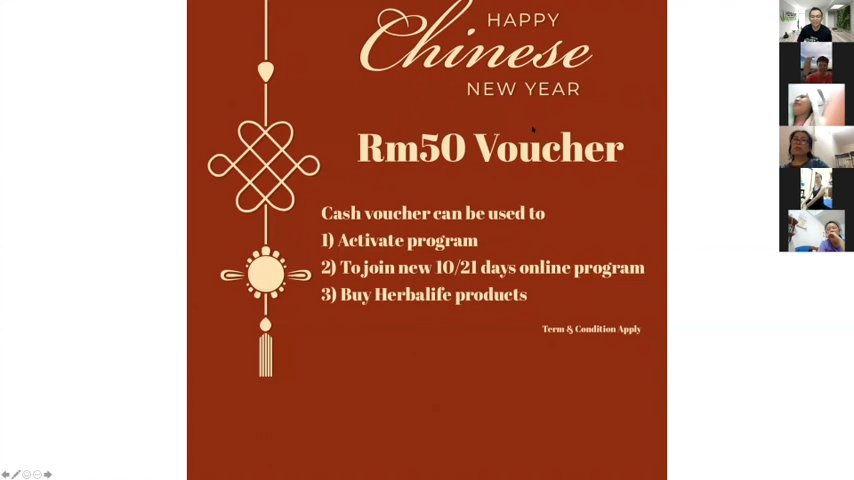 HAPPY
Chinese
NEW YEAR
Rm50 Voucher
Cash voucher can be used to
1) Activate program
2) To join new 10/21 days online program
3) Buy Herbalife products
Term & Condition Apply